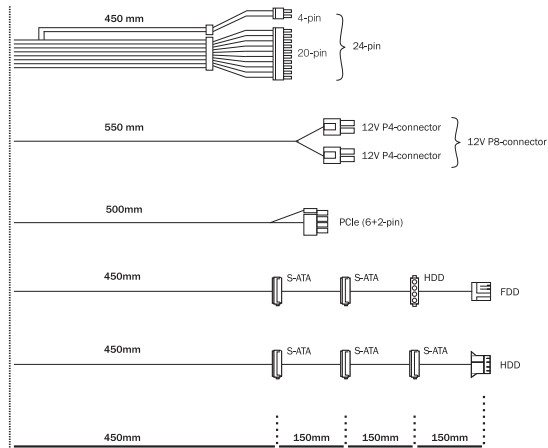 450 mm
4-pin
20-pin
24-pin
550 mm
12V P4-connector
12V P4-connector
12V P8-connector
500mm
PCIe (6+2-pin)
450mm
S-ATA
S-ATA
HDD
FDD
450mm
S-ATA
S-ATA
S-ATA
HDD
450mm
150mm
150mm
150mm